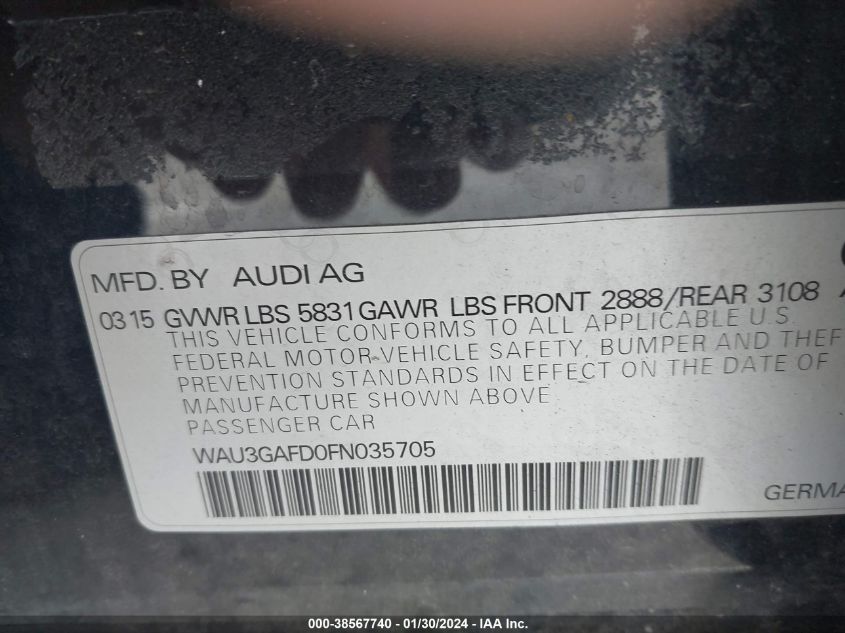 MFD. BY AUDI AG
03 15 GVWR LBS 5831 GAWR LBS FRONT 2888/REAR 3108
THIS VEHICLE CONFORMS TO ALL APPLICABLE U.S.
FEDERAL MOTOR-VEHICLE SAFETY, BUMPER AND THEF
PREVENTION STANDARDS IN EFFECT ON THE DATE OF
MANUFACTURE SHOWN ABOVE
PASSENGER CAR
WAU3GAFD0FN035705
GERMA
000-38567740 - 01/30/2024 - IAA Inc.